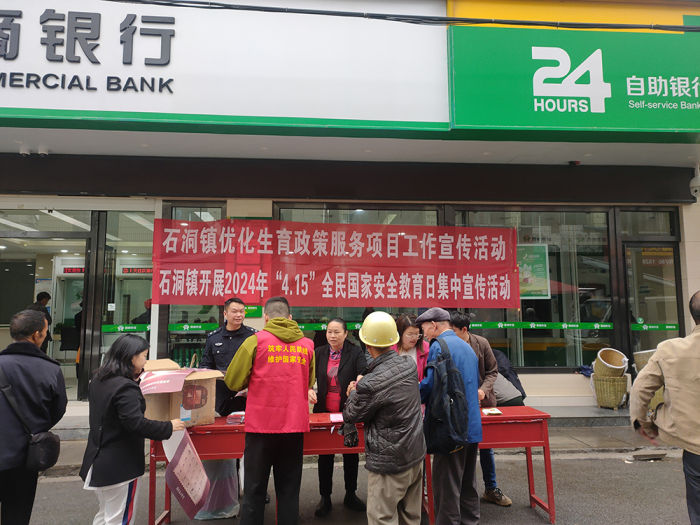 商银行
MMERCIAL BANK
24
HOURS
自助银行
Self-service Bank
石洞镇优化生育政策服务项目工作宣传活动
石洞镇开展2024年“4.15”全民国家安全教育日集中宣传活动